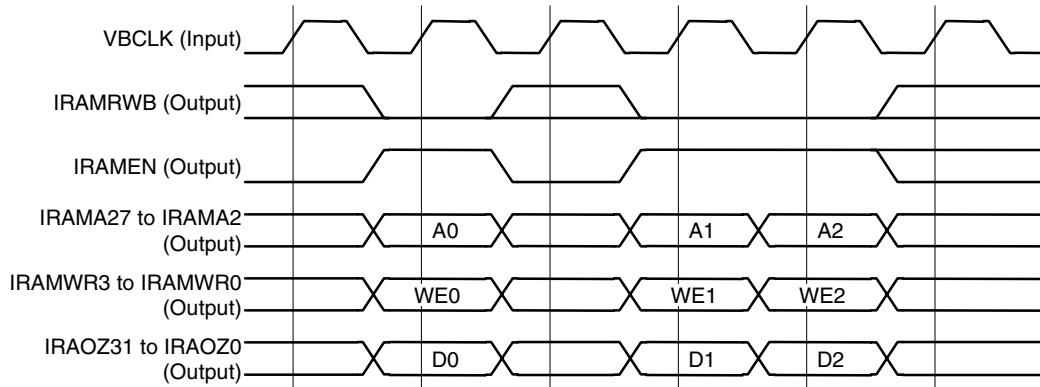 VBCLK (Input)
IRAMRWB (Output)
IRAMEN (Output)
IRAMA27 to IRAMA2
(Output)
A0 A1 A2
IRAMWR3 to IRAMWR0
(Output)
WE0 WE1 WE2
IRAOZ31 to IRAOZ0
(Output)
D0 D1 D2